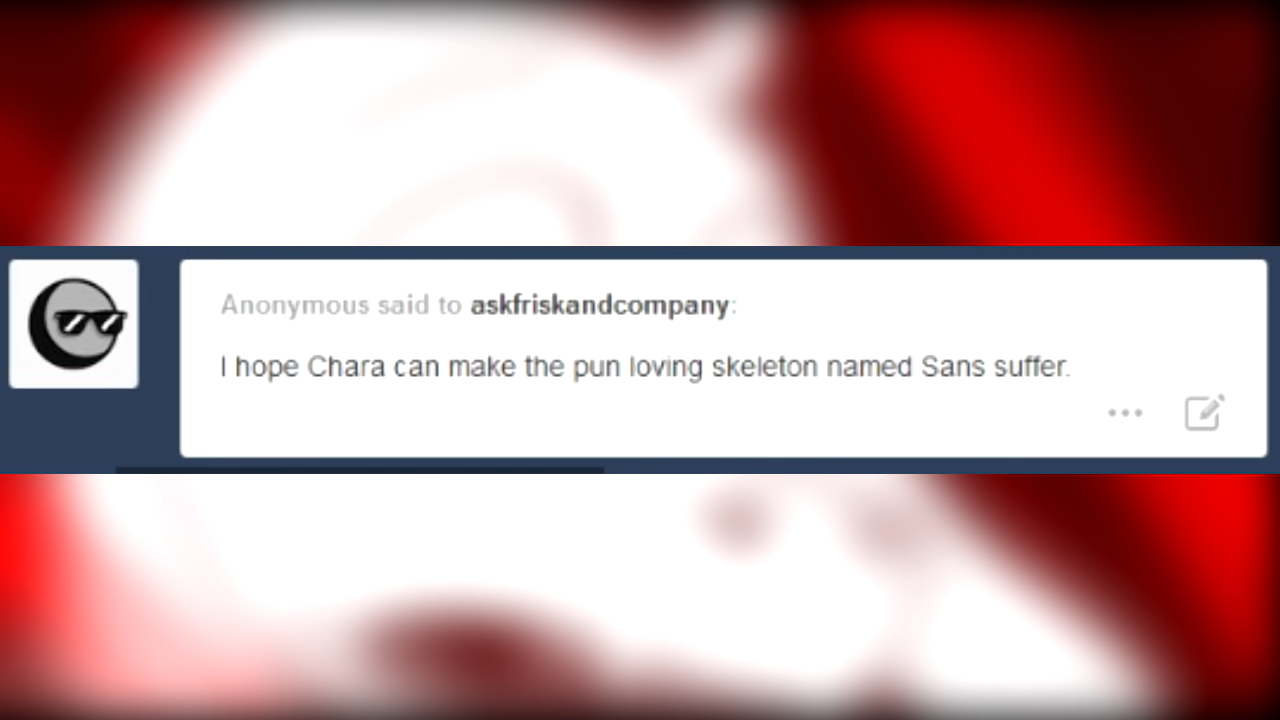 Anonymous said to askfriskandcompany:
I hope Chara can make the pun loving skeleton named Sans suffer.